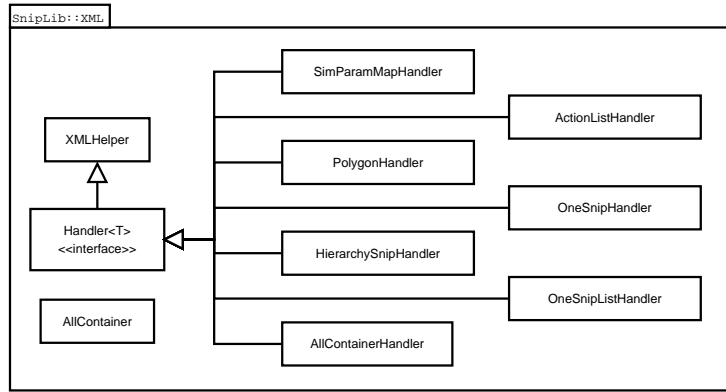 SnipLib::XML
SimParamMapHandler
ActionListHandler
XMLHelper
PolygonHandler
OneSnipHandler
Handler<T>
<<interface>>
HierarchySnipHandler
OneSnipListHandler
AllContainer
AllContainerHandler